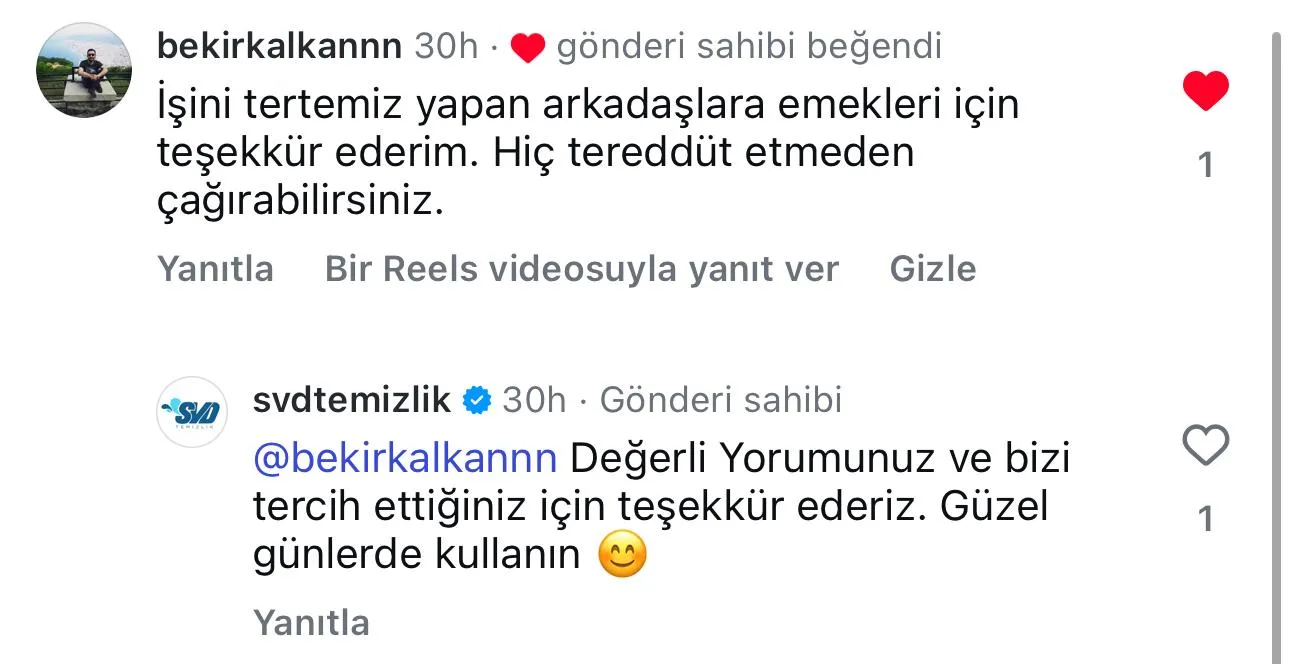 bekirkalkannn 30h · gönderi sahibi beğendi
İşini tertemiz yapan arkadaşlara emekleri için
teşekkür ederim. Hiç tereddüt etmeden
çağırabilirsiniz.
1
Yanıtla Bir Reels videosuyla yanıt ver Gizle
SVD
TEMİZLİK
svdtemizlik 30h · Gönderi sahibi
@bekirkalkannn Değerli Yorumunuz ve bizi
tercih ettiğiniz için teşekkür ederiz. Güzel
günlerde kullanın 😊
1
Yanıtla